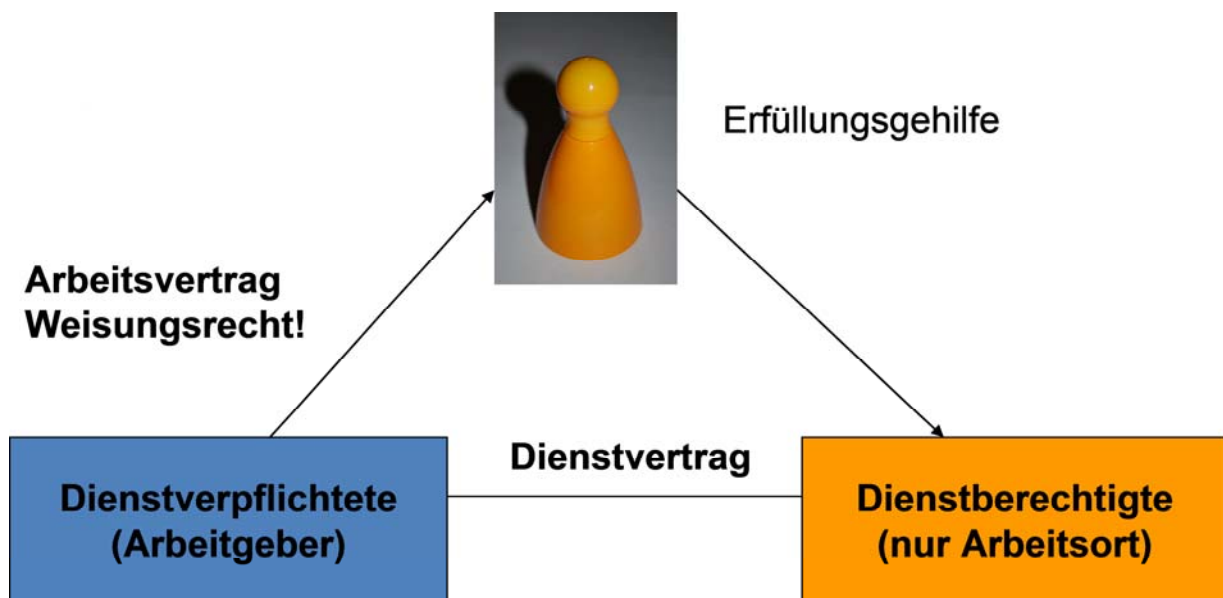 Erfüllungsgehilfe
Arbeitsvertrag
Weisungsrecht!
Dienstvertrag
Dienstverpflichtete
(Arbeitgeber)
Dienstberechtigte
(nur Arbeitsort)